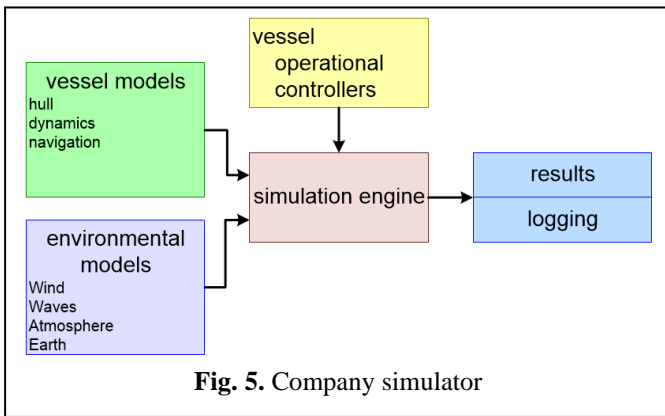 vessel
operational
controllers
vessel models
hull
dynamics
navigation
simulation engine
results
logging
environmental
models
Wind
Waves
Atmosphere
Earth
Fig. 5. Company simulator